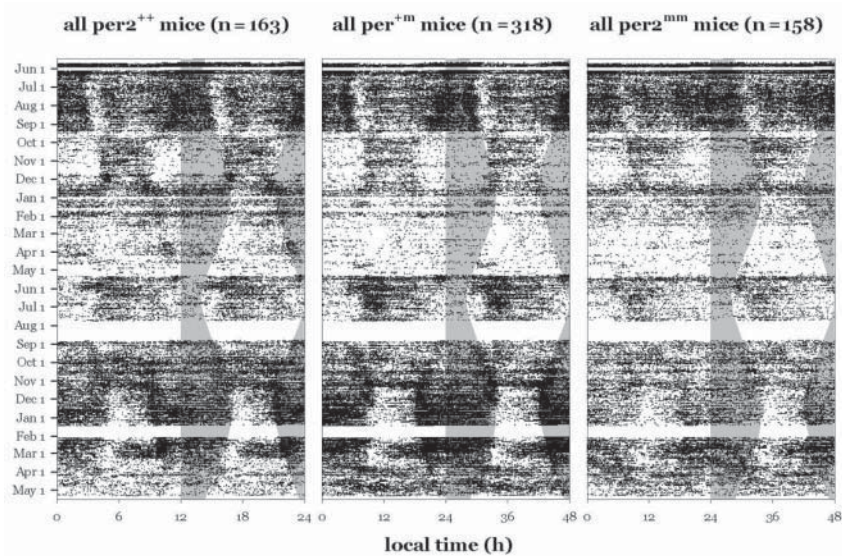 all per2++ mice (n=163) all per+m mice (n=318) all per2mm mice (n=158)
Jun 1
Jul 1
Aug 1
Sep 1
Oct 1
Nov 1
Dec 1
Jan 1
Feb 1
Mar 1
Apr 1
May 1
Jun 1
Jul 1
Aug 1
Sep 1
Oct 1
Nov 1
Dec 1
Jan 1
Feb 1
Mar 1
Apr 1
May 1
0 6 12 18 24 0 12 24 36 48 0 12 24 36 48
local time (h)